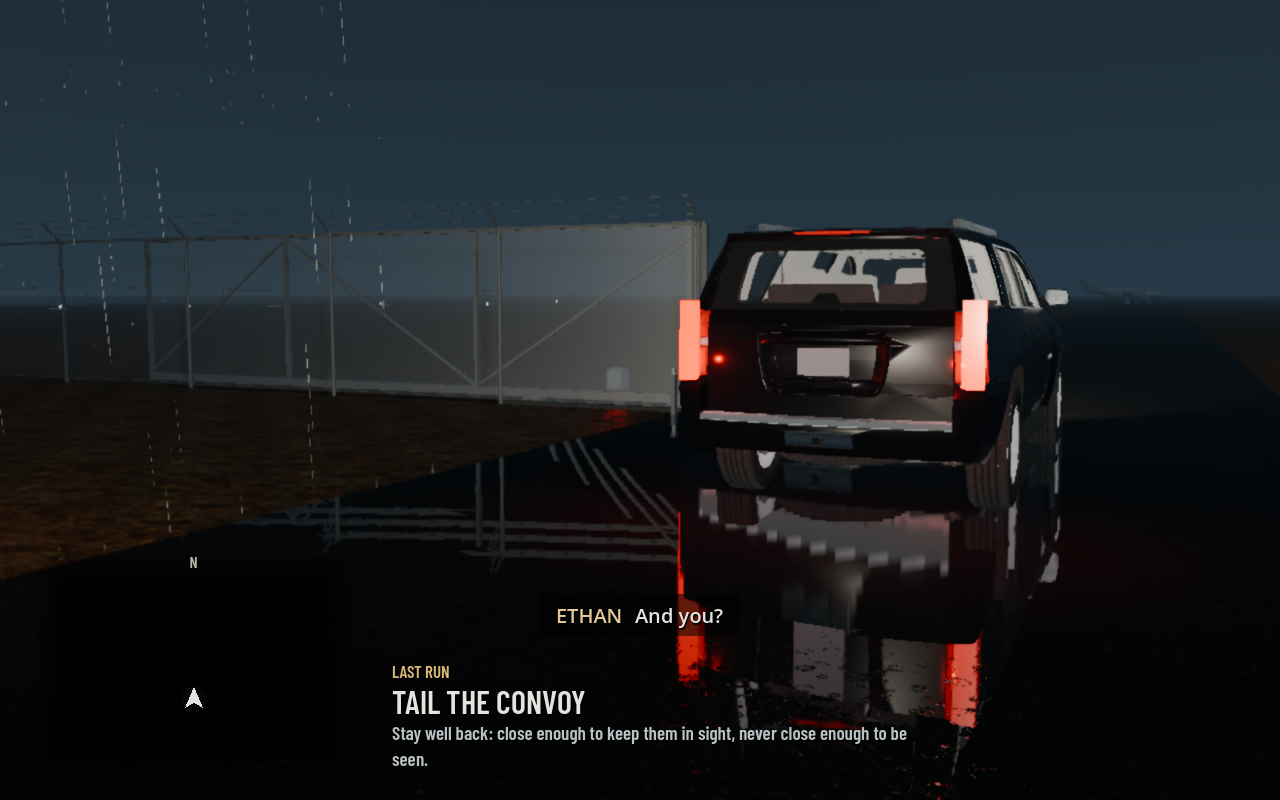 N
ETHAN And you?
LAST RUN
TAIL THE CONVOY
Stay well back: close enough to keep them in sight, never close enough to be
seen.